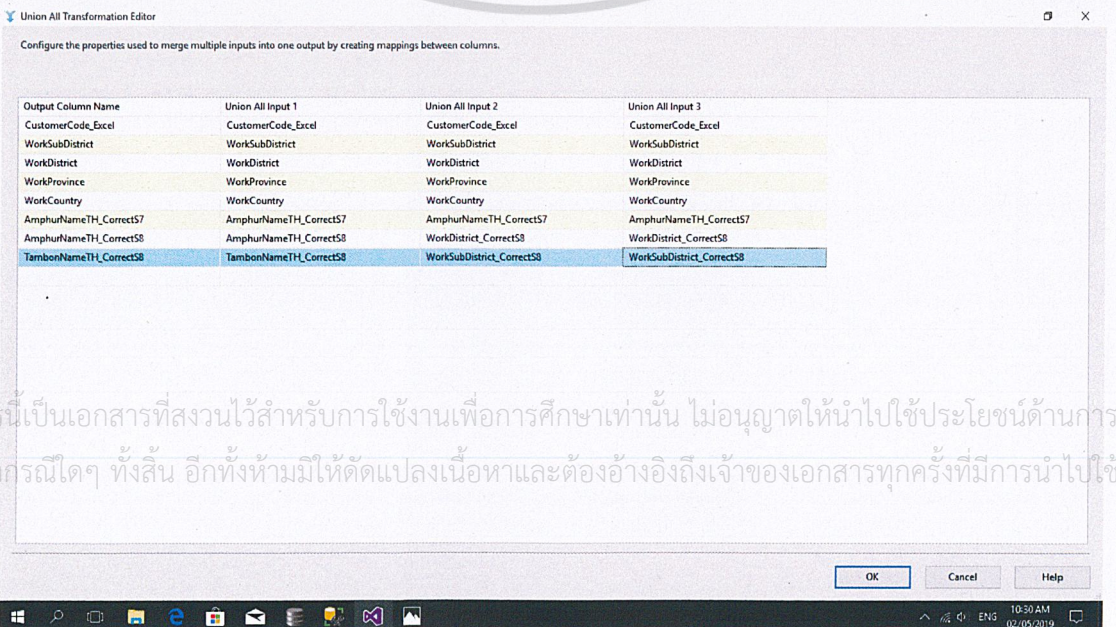 Union All Transformation Editor
Configure the properties used to merge multiple inputs into one output by creating mappings between columns.
Output Column Name Union All Input 1 Union All Input 2 Union All Input 3
CustomerCode_Excel CustomerCode_Excel CustomerCode_Excel CustomerCode_Excel
WorkSubDistrict WorkSubDistrict WorkSubDistrict WorkSubDistrict
WorkDistrict WorkDistrict WorkDistrict WorkDistrict
WorkProvince WorkProvince WorkProvince WorkProvince
WorkCountry WorkCountry WorkCountry WorkCountry
AmphurNameTH_CorrectS7 AmphurNameTH_CorrectS7 AmphurNameTH_CorrectS7 AmphurNameTH_CorrectS7
AmphurNameTH_CorrectS8 AmphurNameTH_CorrectS8 WorkDistrict_CorrectS8 WorkDistrict_CorrectS8
TambonNameTH_CorrectS8 TambonNameTH_CorrectS8 WorkSubDistrict_CorrectS8 WorkSubDistrict_CorrectS8
นี้เป็นเอกสารที่สงวนไว้สำหรับการใช้งานเพื่อการศึกษาเท่านั้น ไม่อนุญาตให้นำไปใช้ประโยชน์ด้านการ
กรณีใดๆ ทั้งสิ้น อีกทั้งห้ามมิให้ดัดแปลงเนื้อหาและต้องอ้างอิงถึงเจ้าของเอกสารทุกครั้งที่มีการนำไปใช้
OK Cancel Help
ENG 10:30 AM
02/05/2019